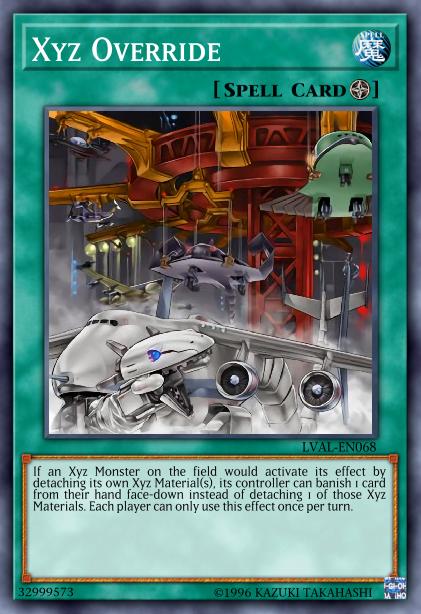 Xyz Override
SPELL
魔
[Spell Card]
LVAL-EN068
If an Xyz Monster on the field would activate its effect by
detaching its own Xyz Material(s), its controller can banish 1 card
from their hand face-down instead of detaching 1 of those Xyz
Materials. Each player can only use this effect once per turn.
32999573
©1996 KAZUKI TAKAHASHI